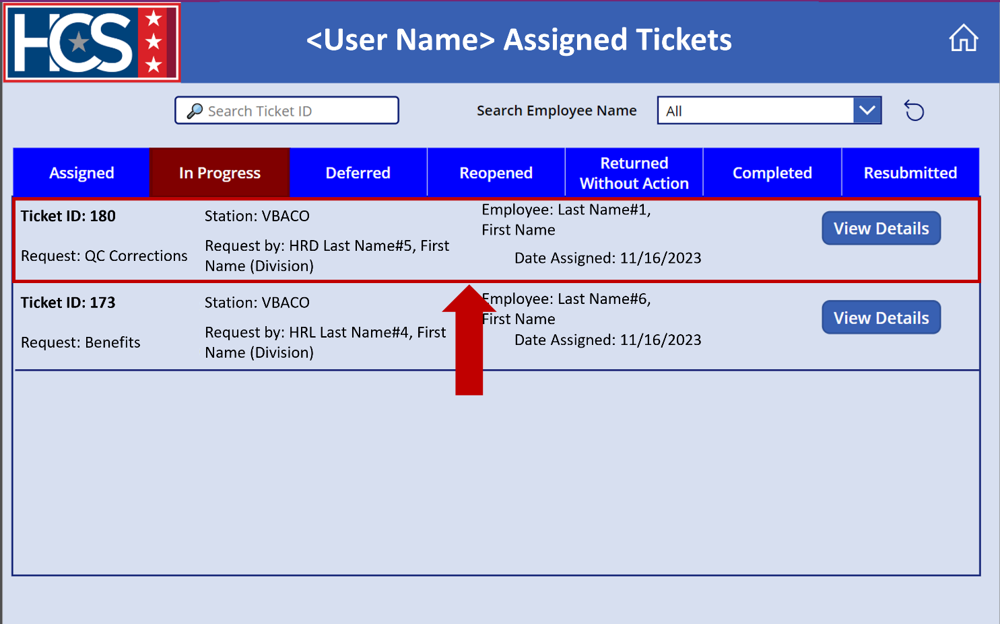 HCS
<User Name> Assigned Tickets
Search Ticket ID
Search Employee Name
All
Assigned
In Progress
Deferred
Reopened
Returned
Without Action
Completed
Resubmitted
Ticket ID: 180
Station: VBACO
Employee: Last Name#1,
First Name
View Details
Request: QC Corrections
Request by: HRD Last Name#5, First
Name (Division)
Date Assigned: 11/16/2023
Ticket ID: 173
Station: VBACO
Employee: Last Name#6,
First Name
View Details
Request: Benefits
Request by: HRL Last Name#4, First
Name (Division)
Date Assigned: 11/16/2023